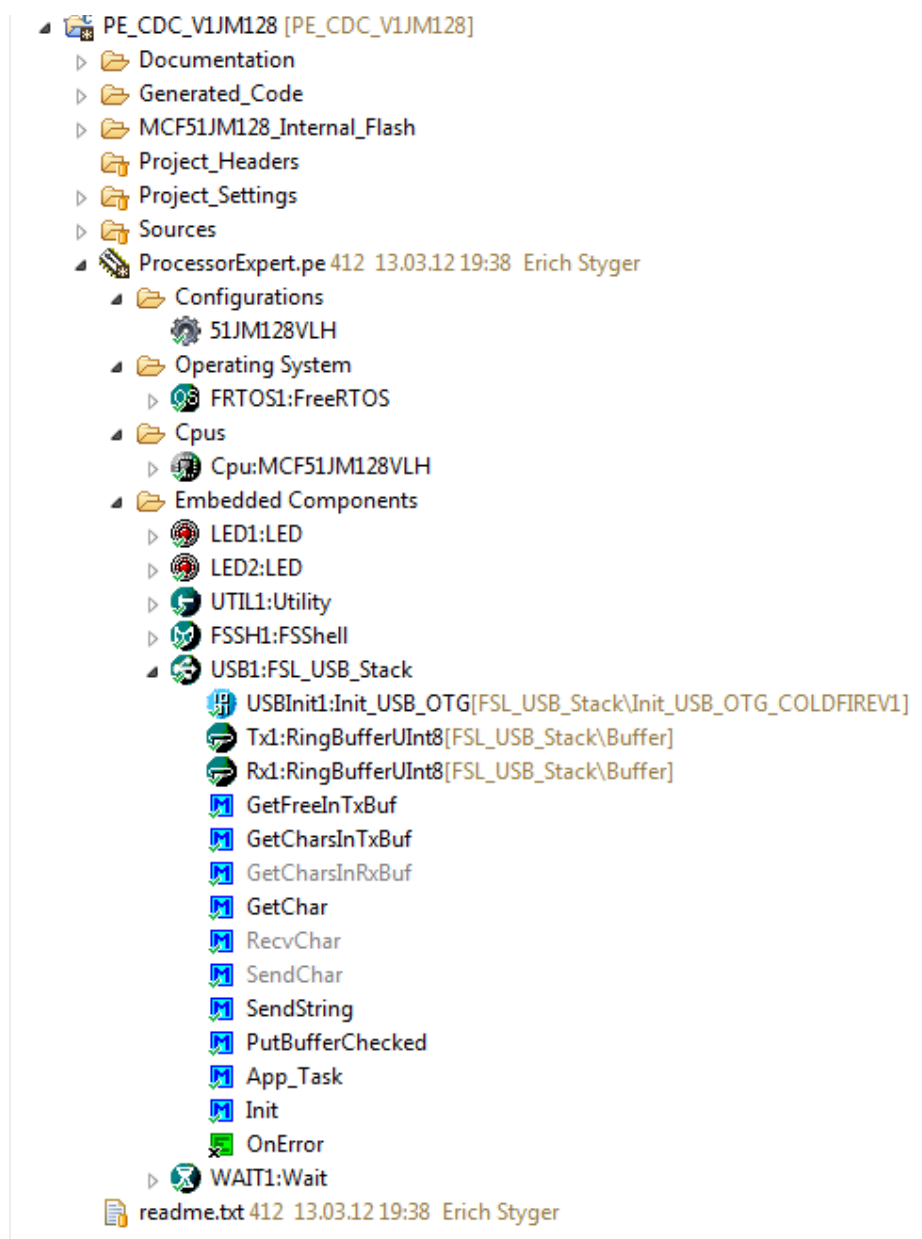 PE_CDC_V1JM128 [PE_CDC_V1JM128]
Documentation
Generated_Code
MCF51JM128_Internal_Flash
Project_Headers
Project_Settings
Sources
ProcessorExpert.pe 412 13.03.12 19:38 Erich Styger
Configurations
51JM128VLH
Operating System
FRTOS1:FreeRTOS
Cpus
Cpu:MCF51JM128VLH
Embedded Components
LED1:LED
LED2:LED
UTIL1:Utility
FSSH1:FSShell
USB1:FSL_USB_Stack
USBInit1:Init_USB_OTG[FSL_USB_Stack\Init_USB_OTG_COLDFIREV1]
Tx1:RingBufferUInt8[FSL_USB_Stack\Buffer]
Rx1:RingBufferUInt8[FSL_USB_Stack\Buffer]
GetFreeInTxBuf
GetCharsInTxBuf
GetCharsInRxBuf
GetChar
RecvChar
SendChar
SendString
PutBufferChecked
App_Task
Init
OnError
WAIT1:Wait
readme.txt 412 13.03.12 19:38 Erich Styger